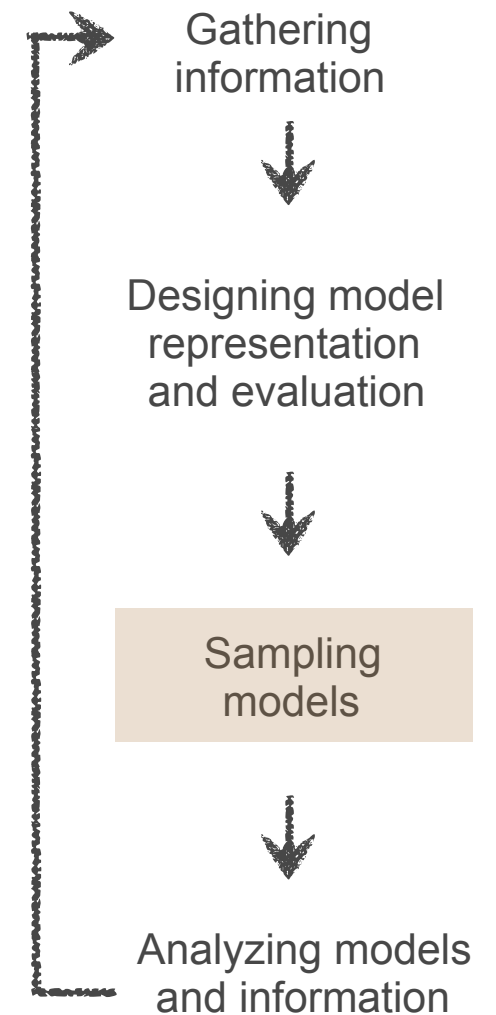 Gathering
information
Designing model
representation
and evaluation
Sampling
models
Analyzing models
and information